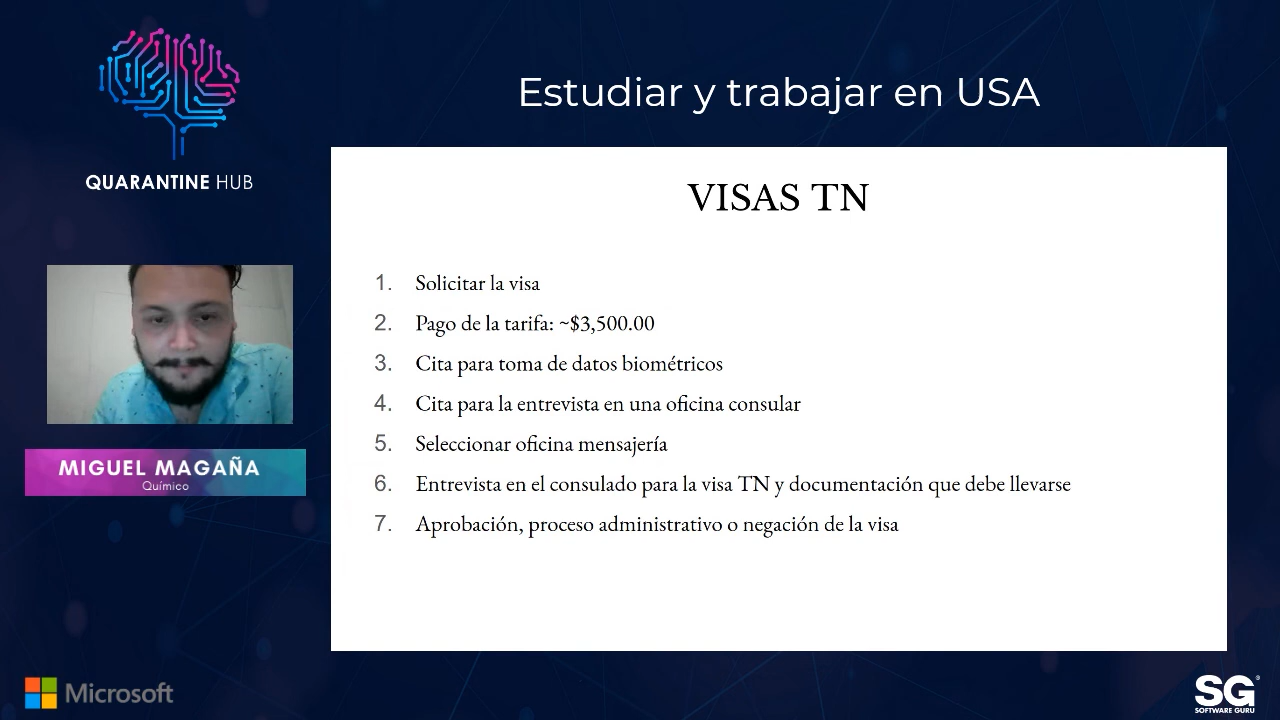 QUARANTINE HUB
Estudiar y trabajar en USA
VISAS TN
1. Solicitar la visa
2. Pago de la tarifa: ~$3,500.00
3. Cita para toma de datos biométricos
4. Cita para la entrevista en una oficina consular
5. Seleccionar oficina mensajería
6. Entrevista en el consulado para la visa TN y documentación que debe llevarse
7. Aprobación, proceso administrativo o negación de la visa
MIGUEL MAGAÑA
Químico
Microsoft
SG®
SOFTWARE GURU